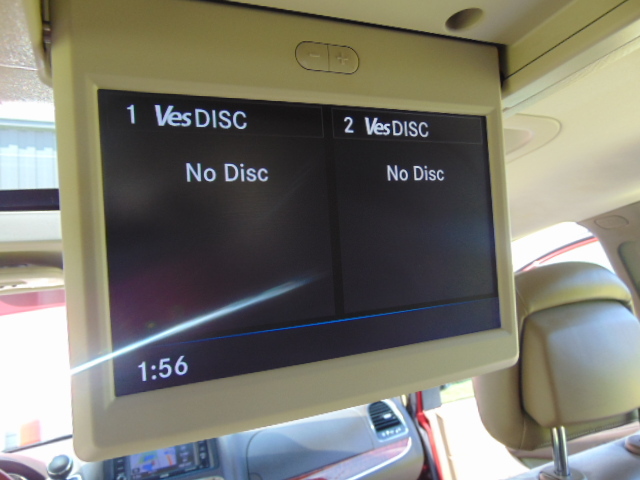 1 VesDISC
No Disc
2 VesDISC
No Disc
1:56